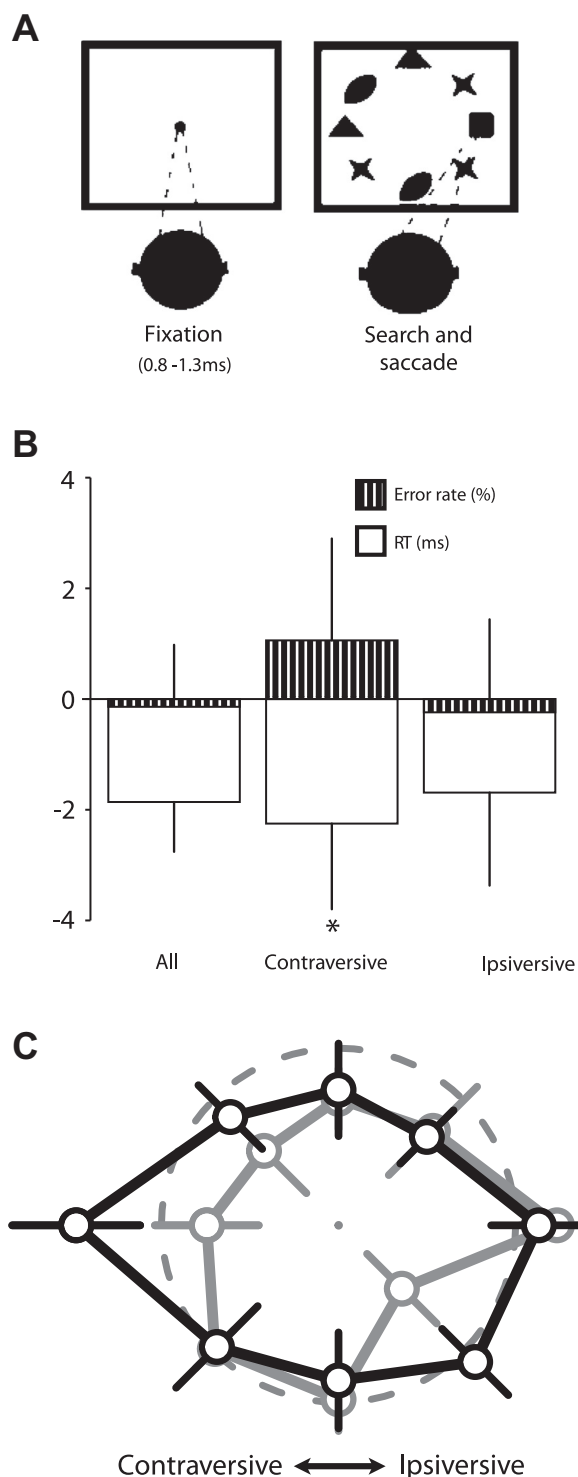 A
Fixation
(0.8 -1.3ms)
Search and
saccade
B
4
2
0
-2
-4
Error rate (%)
RT (ms)
*
All Contraversive Ipsiversive
C
Contraversive Ipsiversive